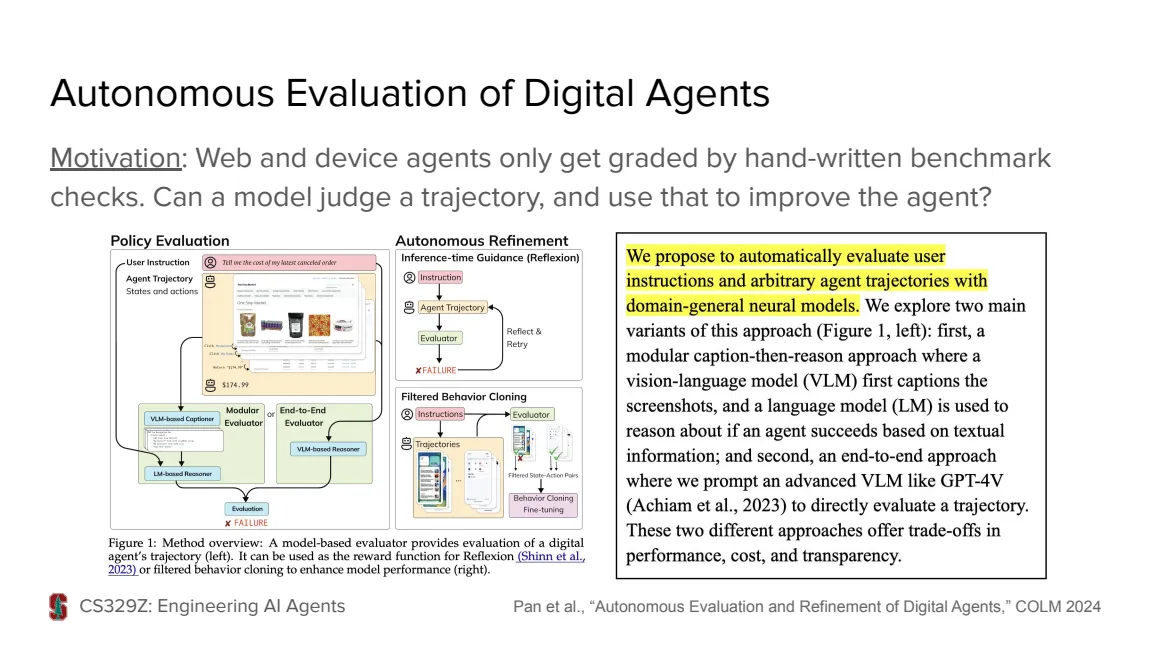 Autonomous Evaluation of Digital Agents
Motivation: Web and device agents only get graded by hand-written benchmark
checks. Can a model judge a trajectory, and use that to improve the agent?
Policy Evaluation
User Instruction
Tell me the cost of my latest canceled order
Agent Trajectory
States and actions
One Stop Market
$174.99
Modular
Evaluator
or
End-to-End
Evaluator
VLM-based Captioner
VLM-based Reasoner
LM-based Reasoner
Evaluation
✘ FAILURE
Autonomous Refinement
Inference-time Guidance (Reflexion)
Instruction
Agent Trajectory
Evaluator
Reflect &
Retry
✘FAILURE
Filtered Behavior Cloning
Instructions
Evaluator
Trajectories
...
Filtered State-Action Pairs
Behavior Cloning
Fine-tuning
Figure 1: Method overview: A model-based evaluator provides evaluation of a digital
agent's trajectory (left). It can be used as the reward function for Reflexion (Shinn et al.,
2023) or filtered behavior cloning to enhance model performance (right).
We propose to automatically evaluate user
instructions and arbitrary agent trajectories with
domain-general neural models. We explore two main
variants of this approach (Figure 1, left): first, a
modular caption-then-reason approach where a
vision-language model (VLM) first captions the
screenshots, and a language model (LM) is used to
reason about if an agent succeeds based on textual
information; and second, an end-to-end approach
where we prompt an advanced VLM like GPT-4V
(Achiam et al., 2023) to directly evaluate a trajectory.
These two different approaches offer trade-offs in
performance, cost, and transparency.
CS329Z: Engineering AI Agents
Pan et al., “Autonomous Evaluation and Refinement of Digital Agents,” COLM 2024